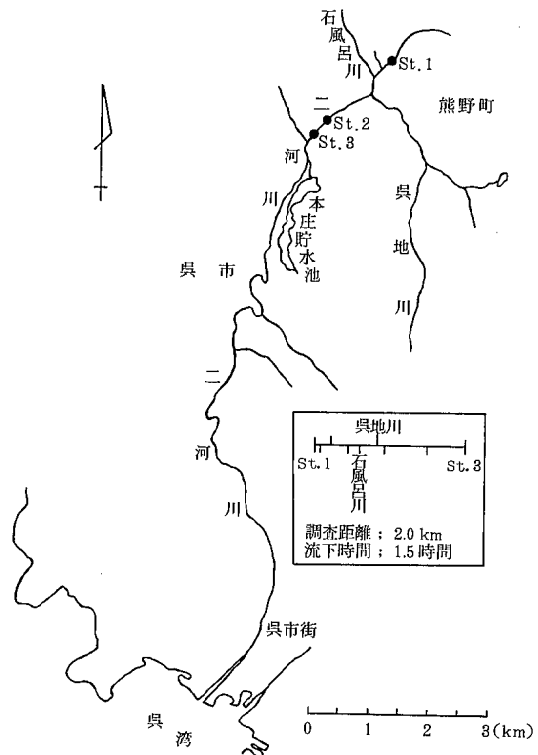 石風呂川
St.1
熊野町
二河川
St.2
St.3
本庄貯水池
呉地川
呉市
二河川
呉地川
St.1
St.3
石風呂川
調査距離；2.0 km
流下時間；1.5時間
呉市街
呉湾
0 1 2 3(km)